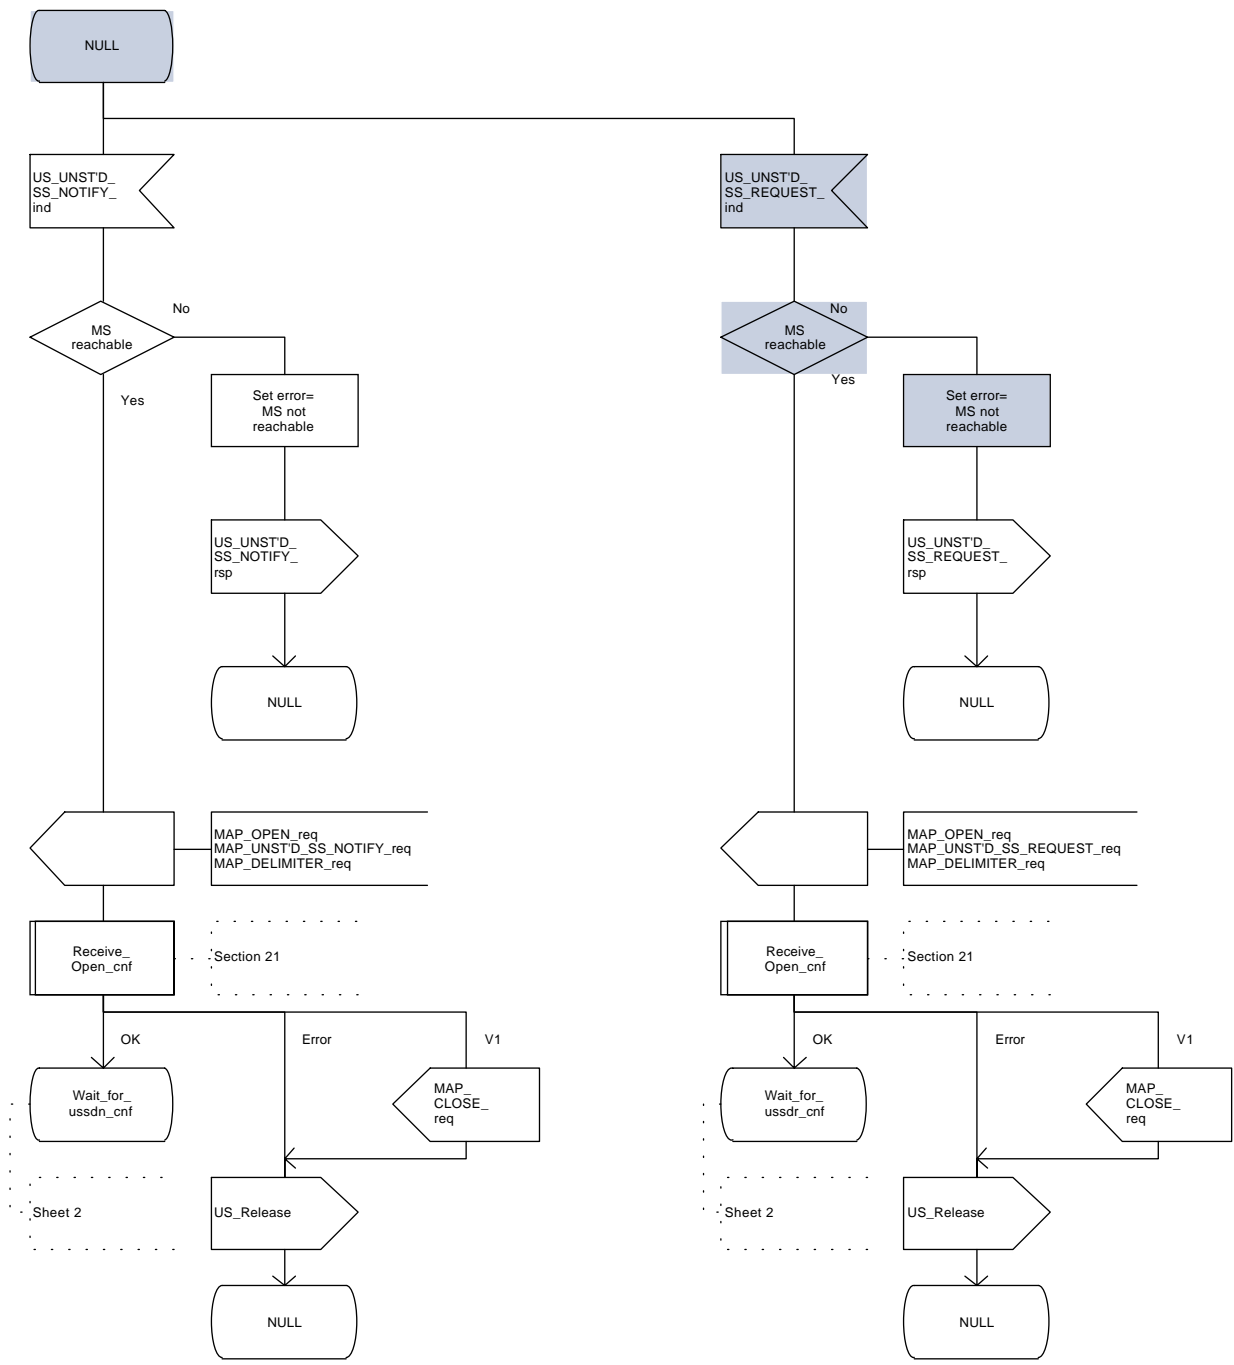 NULL
US_UNST'D_
SS_NOTIFY_
ind
US_UNST'D_
SS_REQUEST_
ind
No
MS
reachable
Yes
No
MS
reachable
Yes
Set error=
MS not
reachable
Set error=
MS not
reachable
US_UNST'D_
SS_NOTIFY_
rsp
US_UNST'D_
SS_REQUEST_
rsp
NULL
NULL
MAP_OPEN_req
MAP_UNST'D_SS_NOTIFY_req
MAP_DELIMITER_req
MAP_OPEN_req
MAP_UNST'D_SS_REQUEST_req
MAP_DELIMITER_req
Receive_
Open_cnf
Section 21
Receive_
Open_cnf
Section 21
OK
Error
V1
OK
Error
V1
Wait_for_
ussdn_cnf
MAP_
CLOSE_
req
Wait_for_
ussdr_cnf
MAP_
CLOSE_
req
Sheet 2
US_Release
Sheet 2
US_Release
NULL
NULL